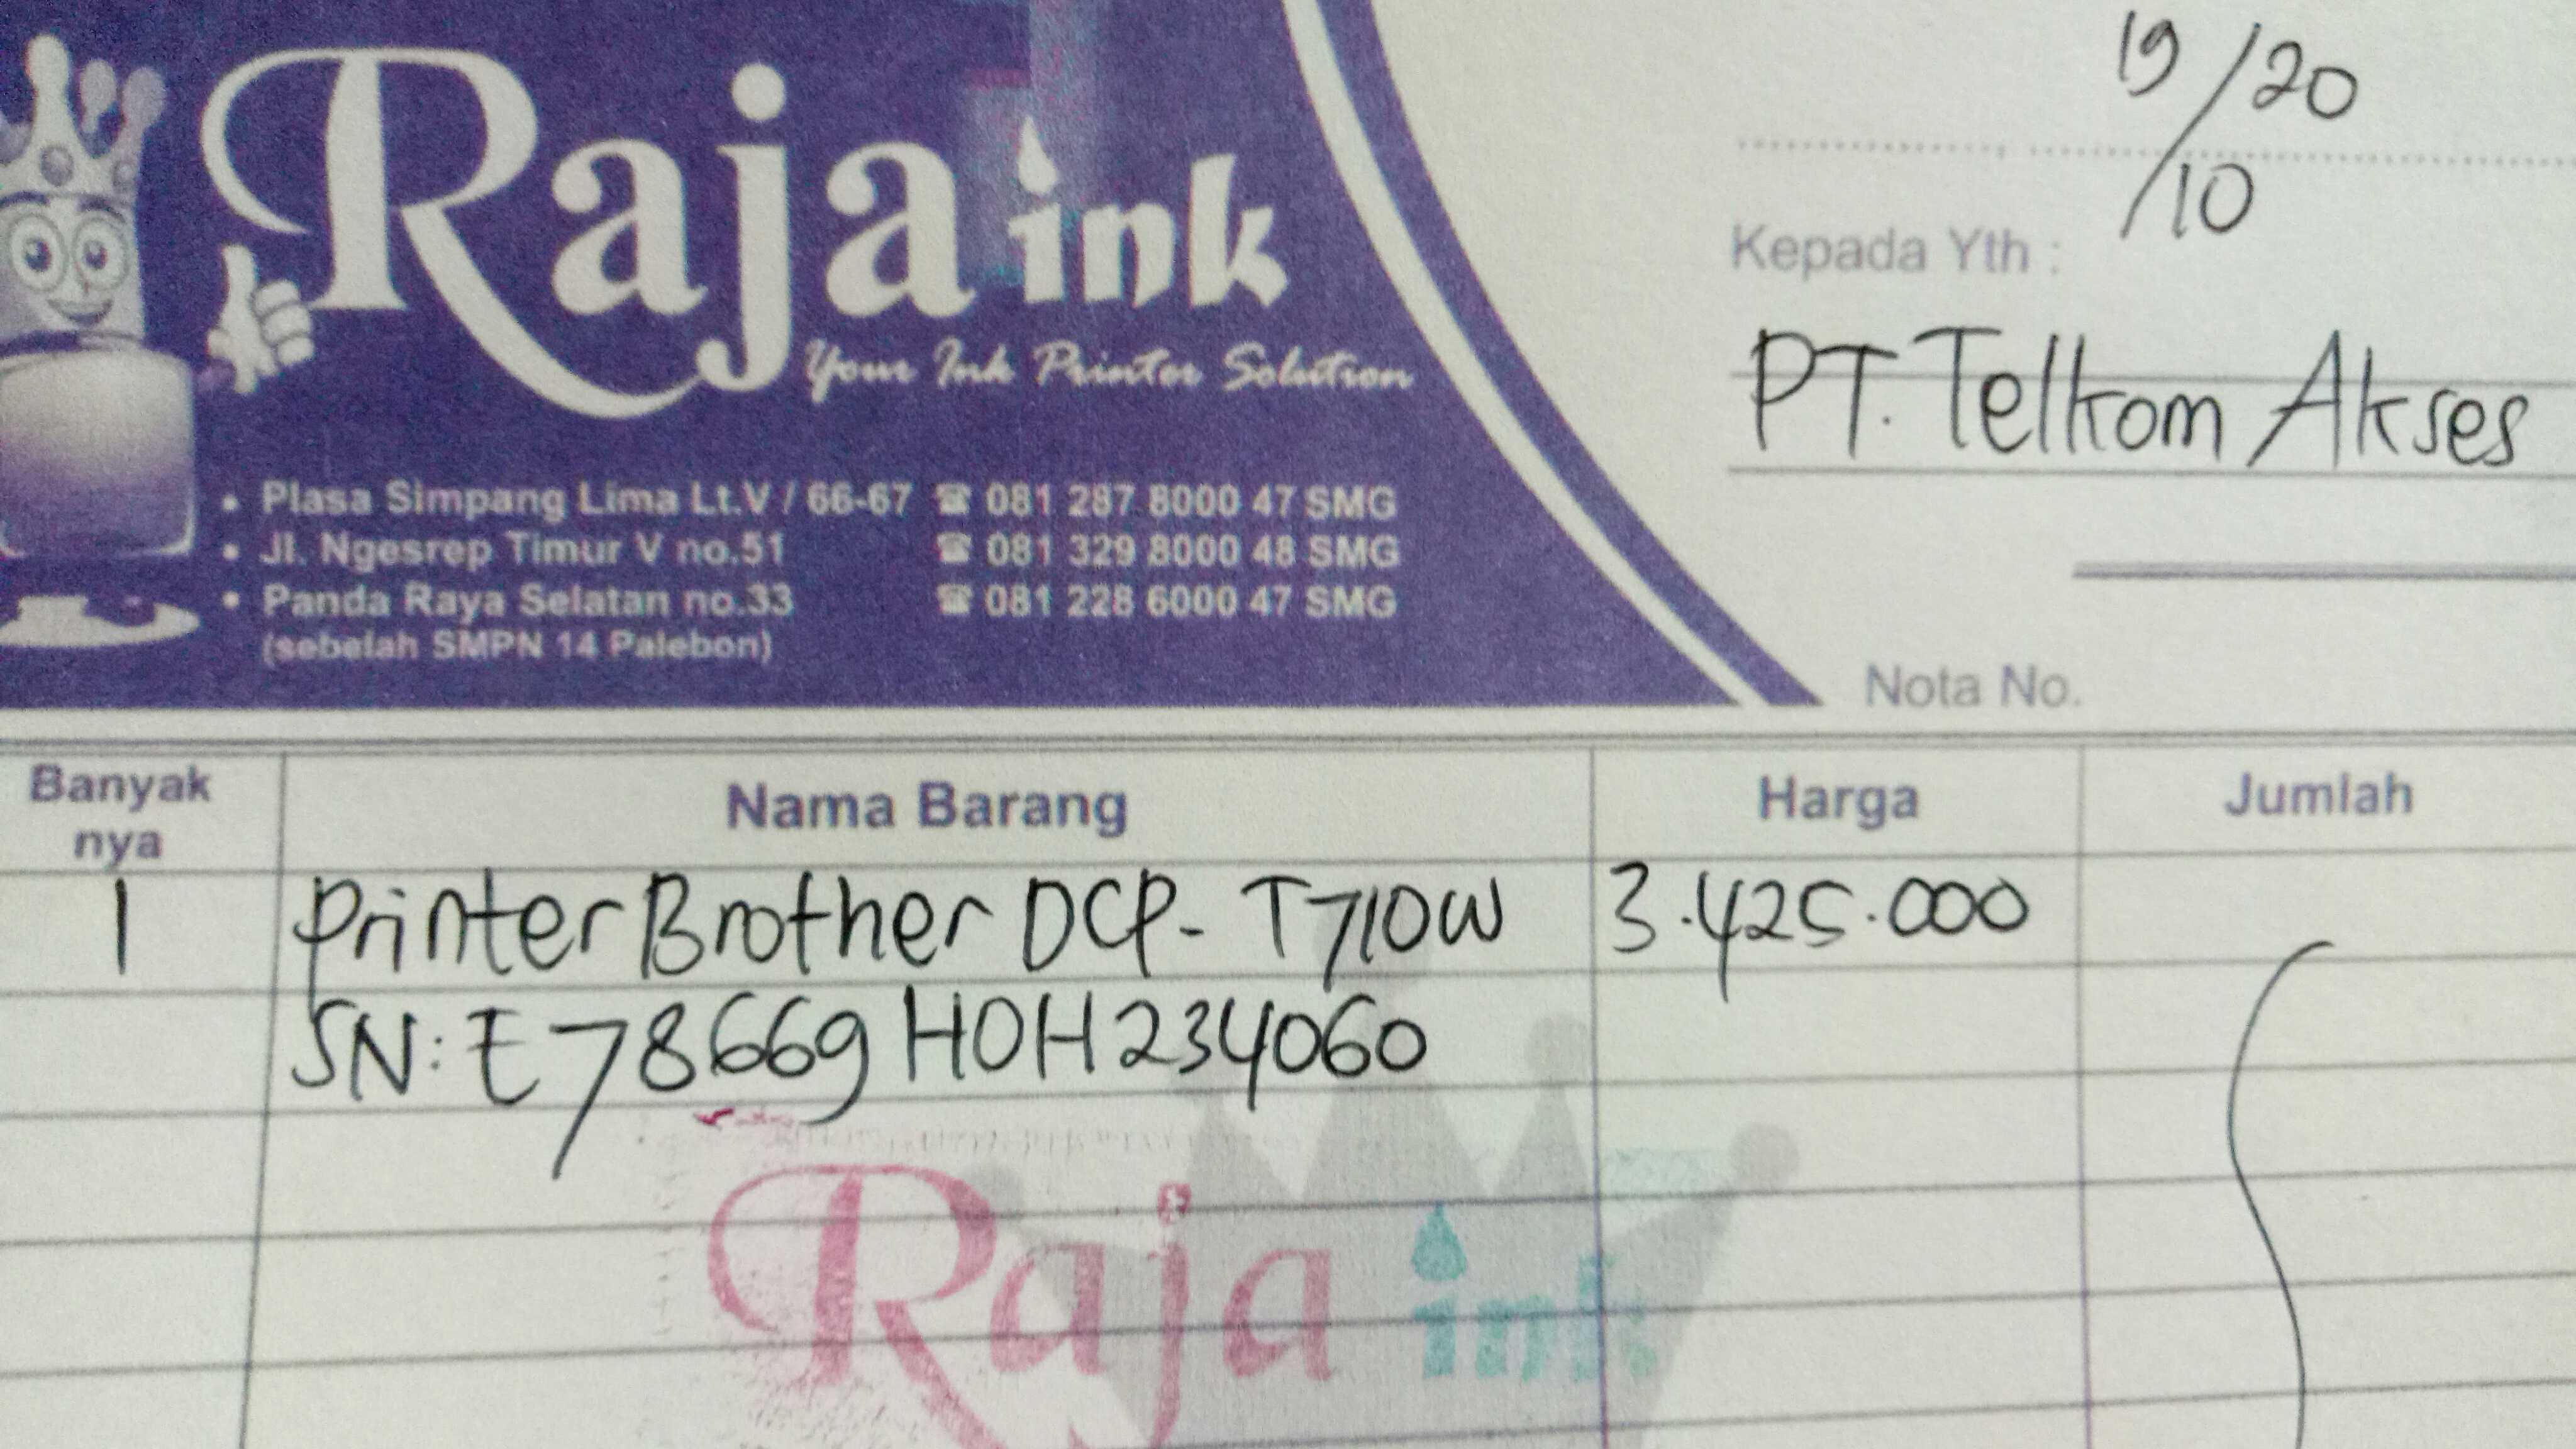 Raja ink
Your Ink Printer Solution
• Plasa Simpang Lima Lt.V / 66-67 ☎ 081 287 8000 47 SMG
• Jl. Ngesrep Timur V no.51 ☎ 081 329 8000 48 SMG
• Panda Raya Selatan no.33 ☎ 081 228 6000 47 SMG
(sebelah SMPN 14 Palebon)
19/10 20
Kepada Yth :
PT. Telkom Akses
Nota No.
Banyak nya Nama Barang Harga Jumlah
1 Printer Brother DCP- T710W 3.425.000
SN: E78669H0H234060
Raja ink